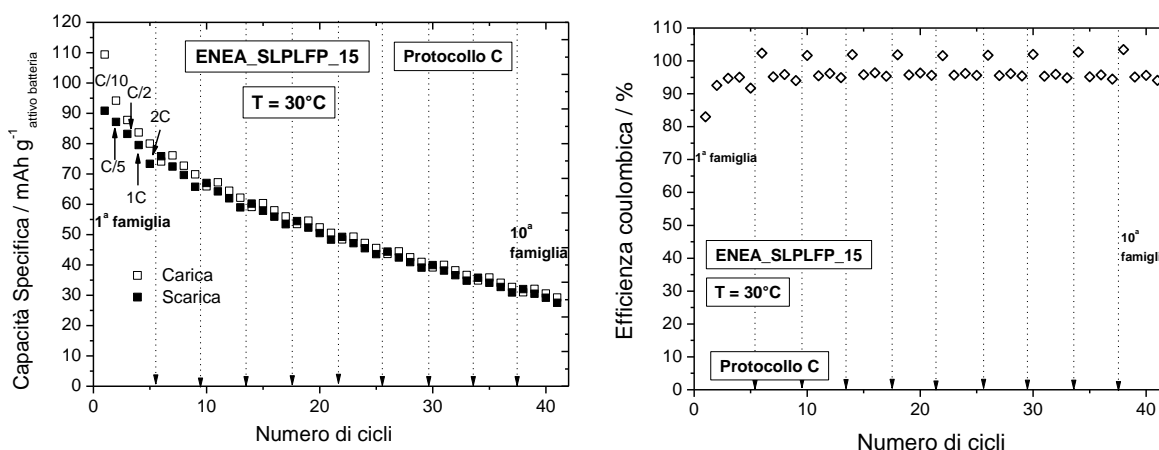 120
110
100
90
80
70
60
50
40
30
20
10
0
Capacità Specifica / mAh g-1 attivo batteria
ENEA_SLPLFP_15
Protocollo C
T = 30°C
C/10
C/2
2C
C/5
1C
1a famiglia
10a
famiglia
Carica
Scarica
0
10
20
30
40
Numero di cicli
110
100
90
80
70
60
50
40
30
20
10
0
Efficienza coulombica / %
1a famiglia
10a
famiglia
ENEA_SLPLFP_15
T = 30°C
Protocollo C
0
10
20
30
40
Numero di cicli